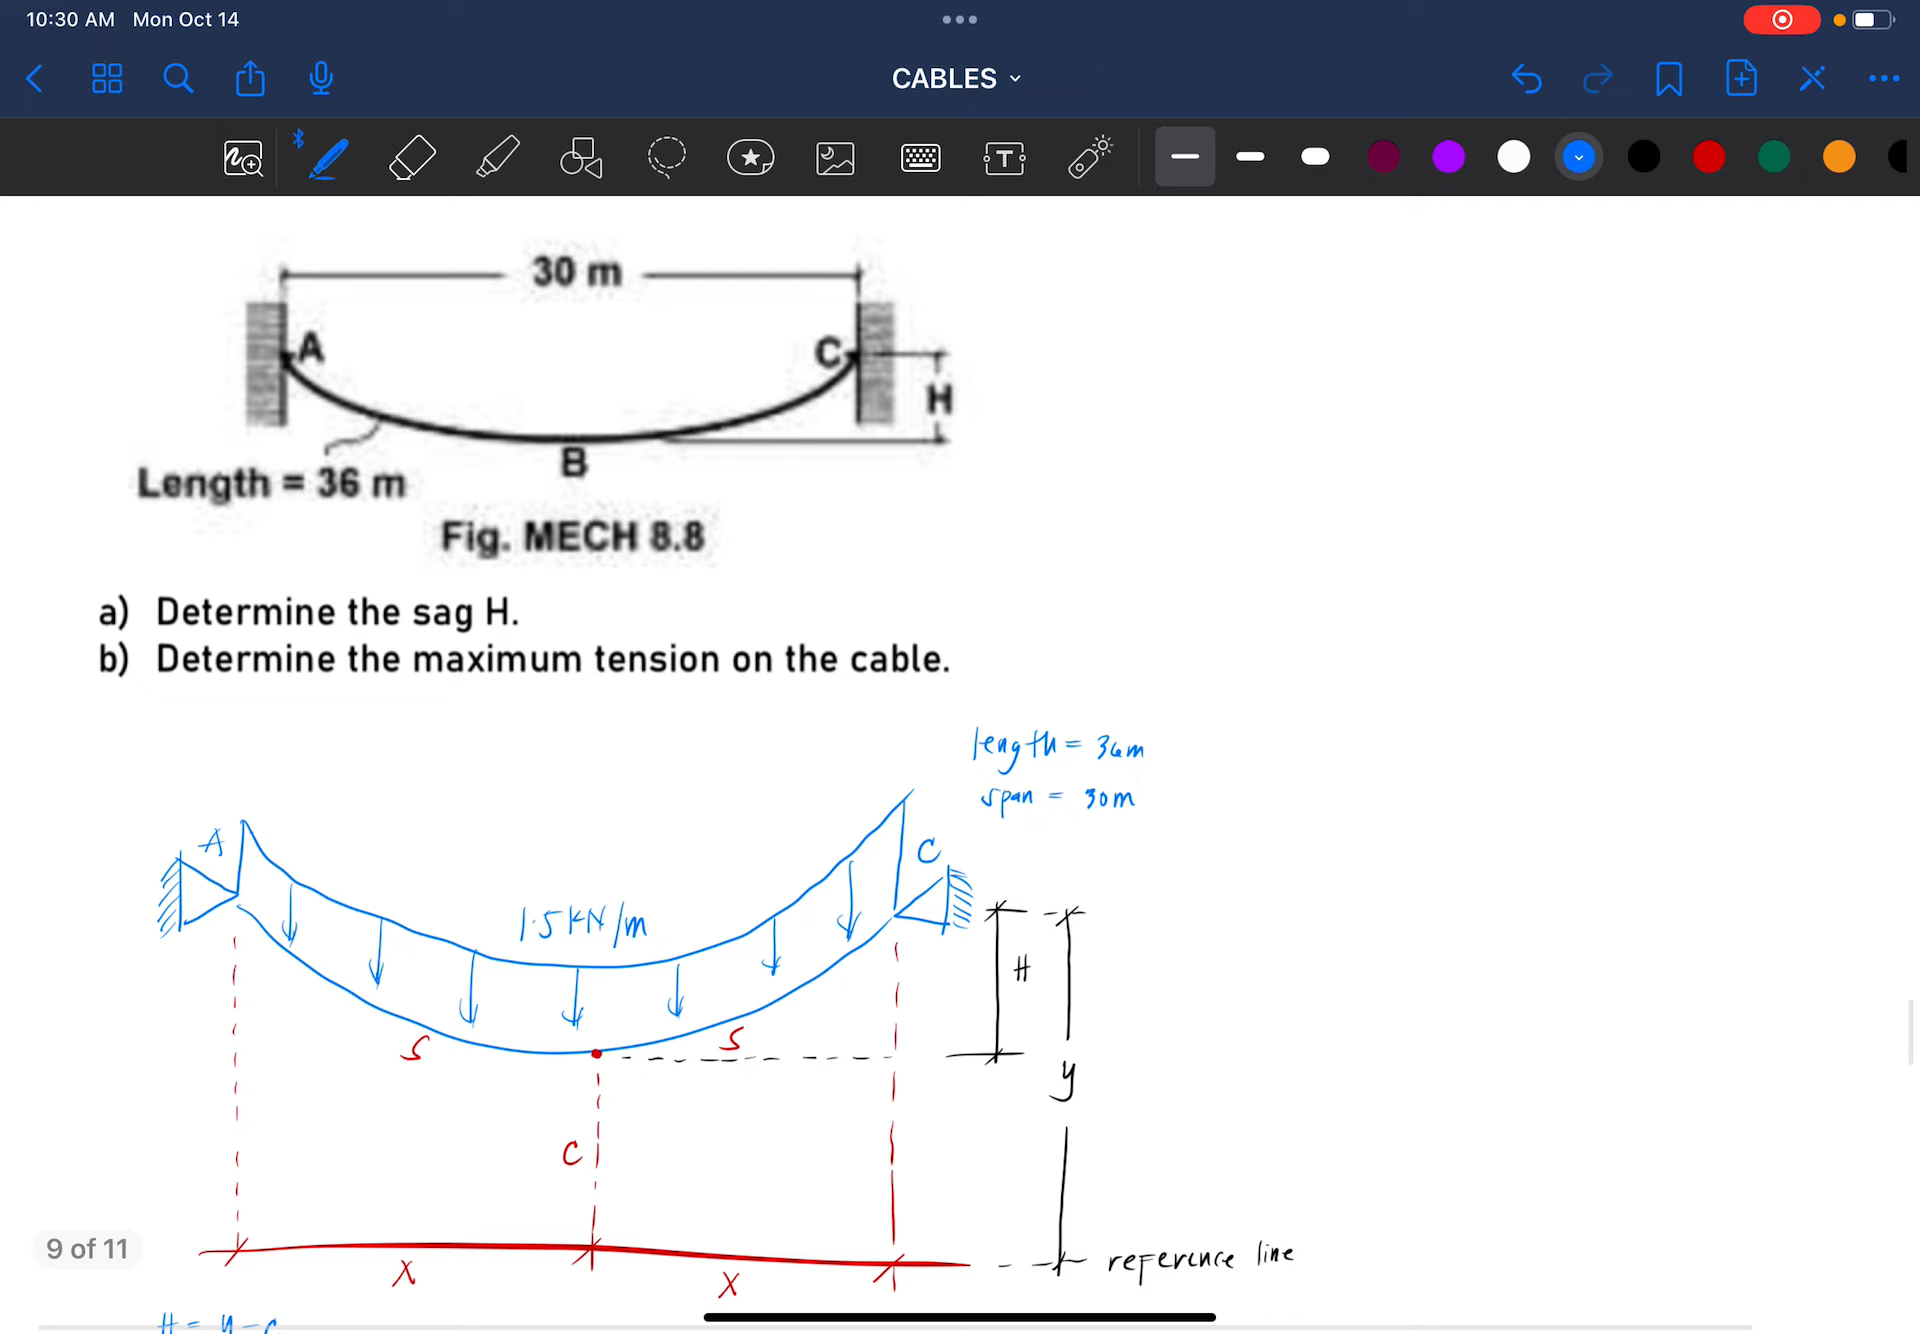 10:30 AM Mon Oct 14
CABLES
T
30 m
A
C
H
B
Length = 36 m
Fig. MECH 8.8
a) Determine the sag H.
b) Determine the maximum tension on the cable.
length = 36m
span = 30m
A
C
1.5 KN/m
H
S
S
y
C
9 of 11
X
X
reference line
H = y - c